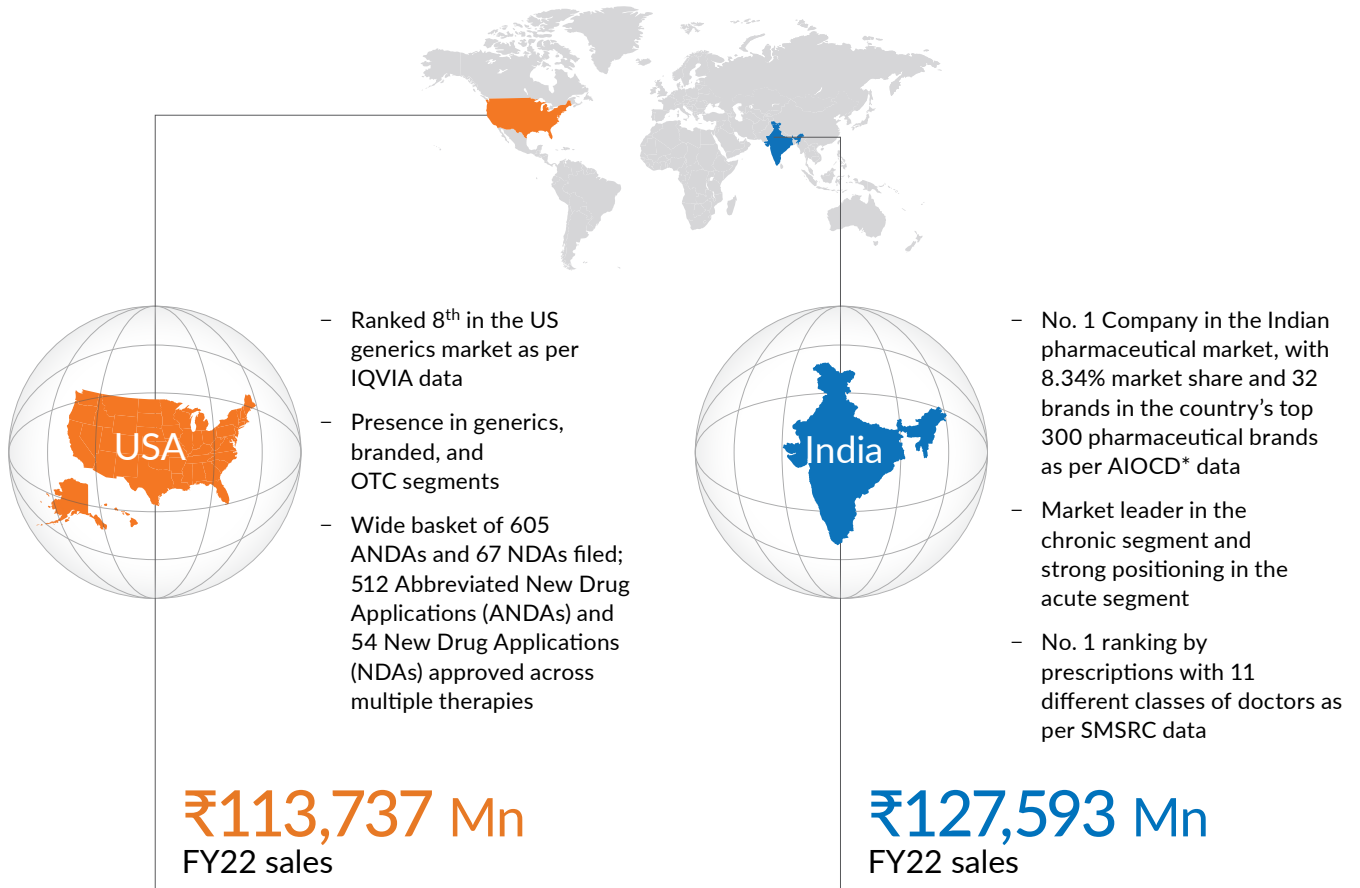 USA
– Ranked 8th in the US
generics market as per
IQVIA data
– Presence in generics,
branded, and
OTC segments
– Wide basket of 605
ANDAs and 67 NDAs filed;
512 Abbreviated New Drug
Applications (ANDAs) and
54 New Drug Applications
(NDAs) approved across
multiple therapies
₹113,737 Mn
FY22 sales
India
– No. 1 Company in the Indian
pharmaceutical market, with
8.34% market share and 32
brands in the country’s top
300 pharmaceutical brands
as per AIOCD* data
– Market leader in the
chronic segment and
strong positioning in the
acute segment
– No. 1 ranking by
prescriptions with 11
different classes of doctors as
per SMSRC data
₹127,593 Mn
FY22 sales